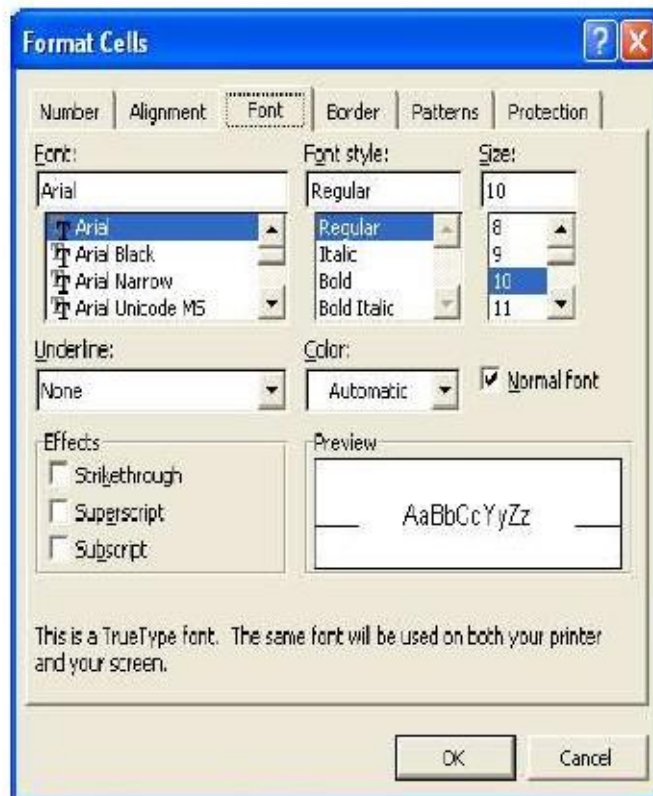 Format Cells
Number Alignment Font Border Patterns Protection
Font: Font style: Size:
Arial Regular 10
Arial Regular 8
Arial Black Italic 9
Arial Narrow Bold 10
Arial Unicode MS Bold Italic 11
Underline: Color:
None Automatic Normal font
Effects Preview
Strikethrough
Superscript AaBbCcYyZz
Subscript
This is a TrueType font. The same font will be used on both your printer
and your screen.
OK Cancel